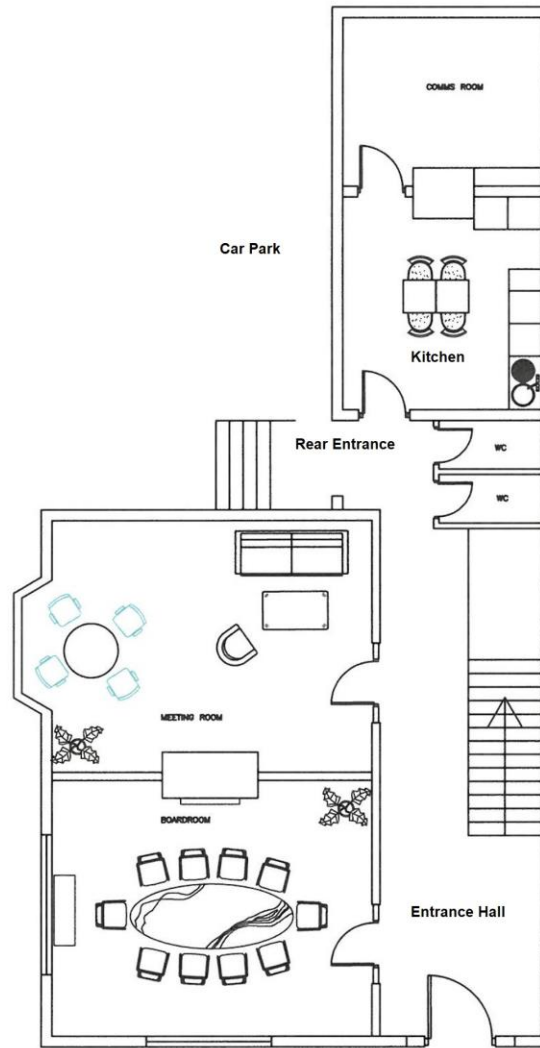 COMMS ROOM
Car Park
Kitchen
Rear Entrance
WC
WC
MEETING ROOM
BOARDROOM
Entrance Hall